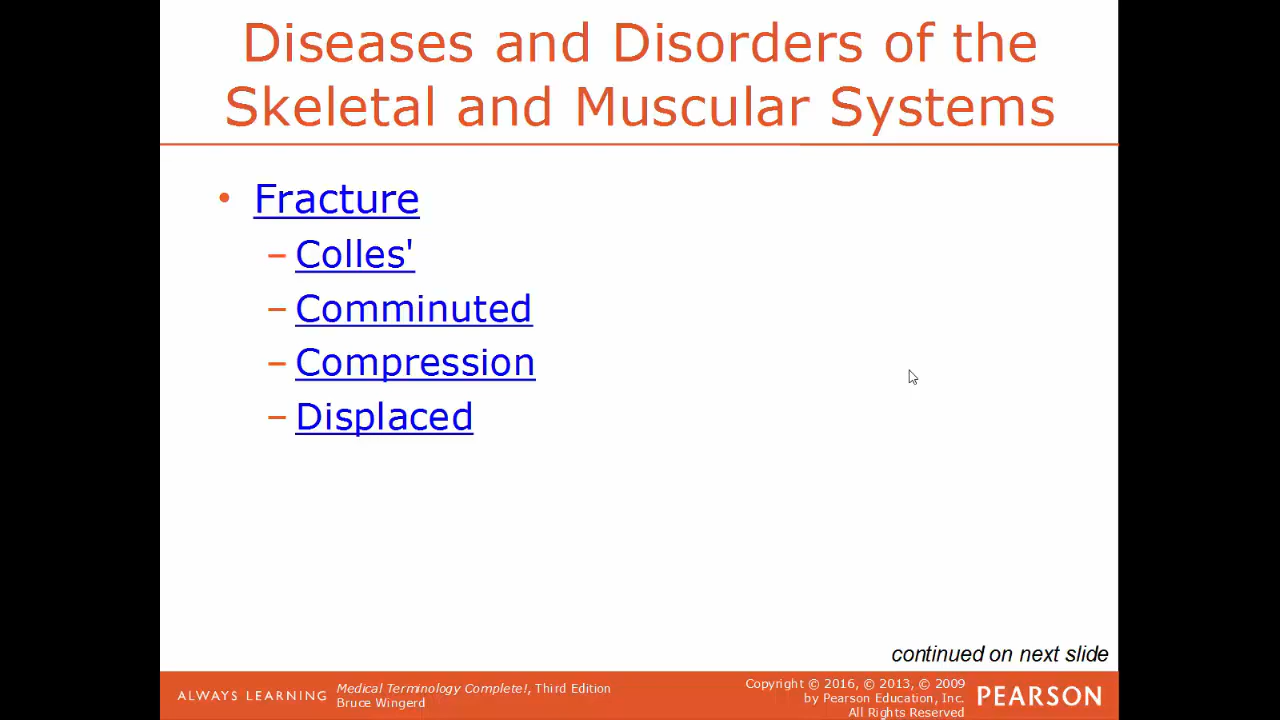 Diseases and Disorders of the
Skeletal and Muscular Systems
• Fracture
– Colles'
– Comminuted
– Compression
– Displaced
continued on next slide
ALWAYS LEARNING
Medical Terminology Complete!, Third Edition
Bruce Wingerd
Copyright © 2016, © 2013, © 2009
by Pearson Education, Inc.
All Rights Reserved
PEARSON